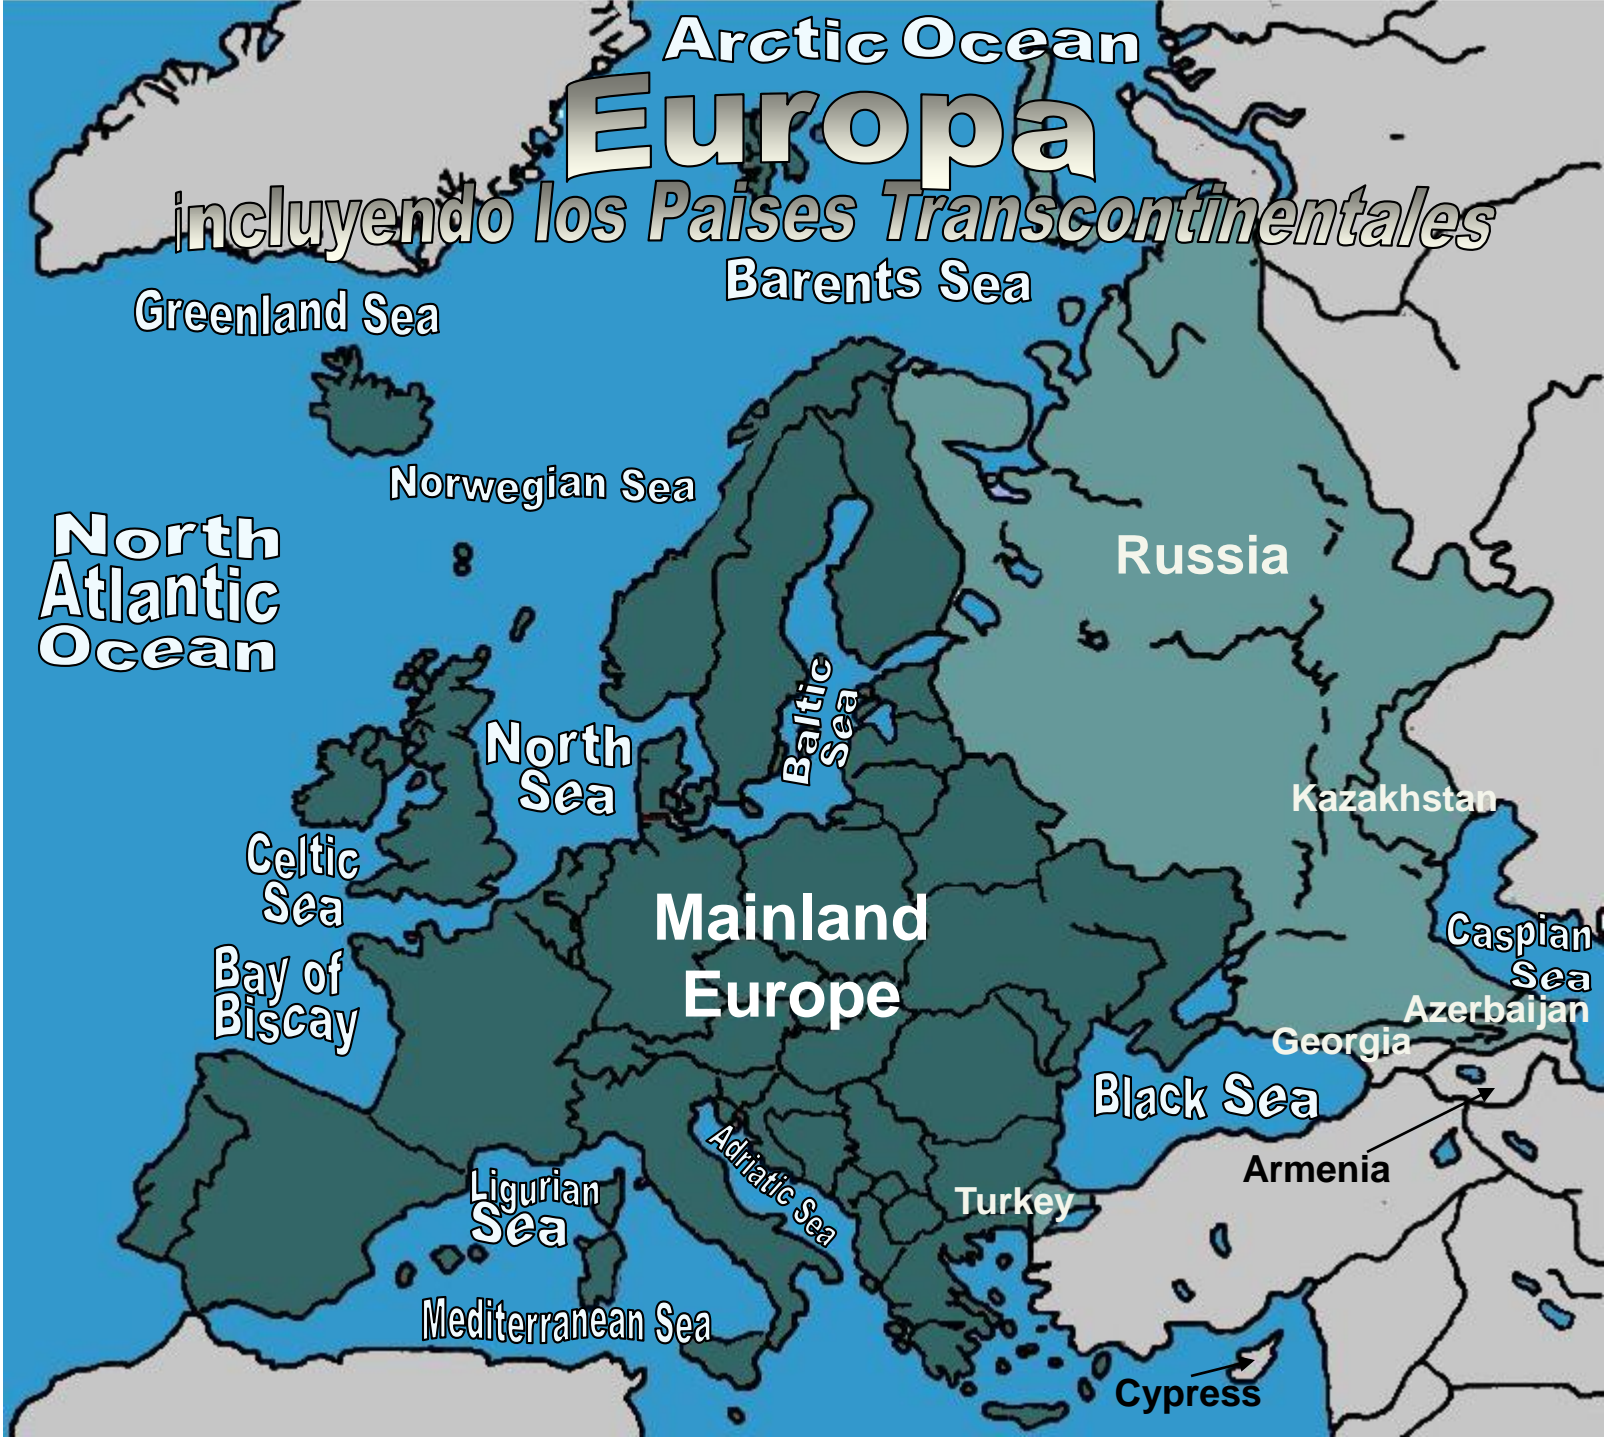 Arctic Ocean
Europa
incluyendo los Paises Transcontinentales
Barents Sea
Greenland Sea
Norwegian Sea
North
Atlantic
Ocean
Russia
Baltic
Sea
North
Sea
Kazakhstan
Celtic
Sea
Mainland
Europe
Caspian
Sea
Bay of
Biscay
Azerbaijan
Georgia
Black Sea
Adriatic Sea
Armenia
Ligurian
Sea
Turkey
Mediterranean Sea
Cypress